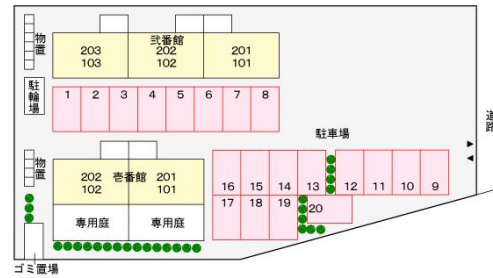 物置
弐番館
203 202 201
103 102 101
駐輪場
1 2 3 4 5 6 7 8
道路
駐車場
物置
202 壱番館 201
102 101
16 15 14 13 12 11 10 9
17 18 19 20
専用庭 専用庭
ゴミ置場